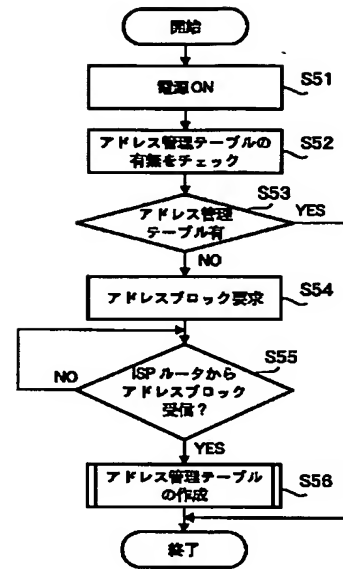 開始
電源ON
S51
アドレス管理テーブルの
有無をチェック
S52
S53
アドレス管理
テーブル有
YES
NO
アドレスブロック要求
S54
S55
ISPルータから
アドレスブロック
受信?
NO
YES
アドレス管理テーブル
の作成
S56
終了